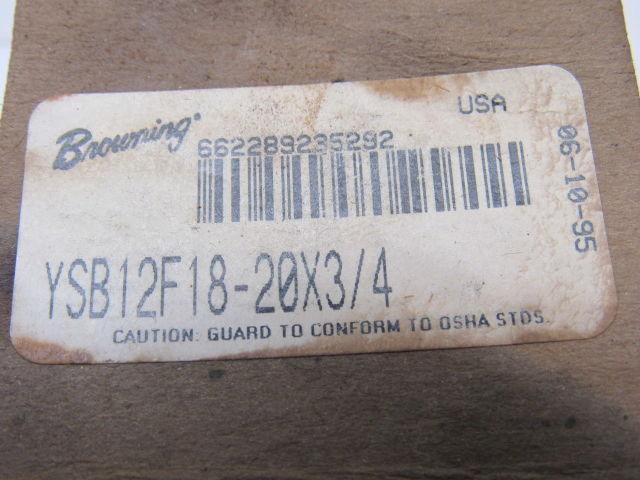 USA
Browning
662289235292
YSB12F18-20X3/4
CAUTION: GUARD TO CONFORM TO OSHA STDS.
06-10-95